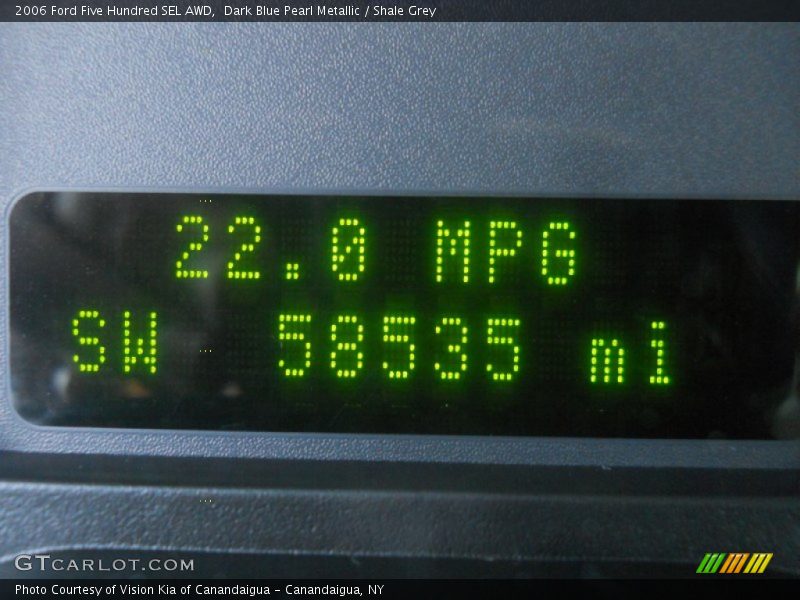 2006 Ford Five Hundred SEL AWD,  Dark Blue Pearl Metallic / Shale Grey
22.0 MPG
SW 58535 mi
GTCARLOT.COM
Photo Courtesy of Vision Kia of Canandaigua - Canandaigua, NY